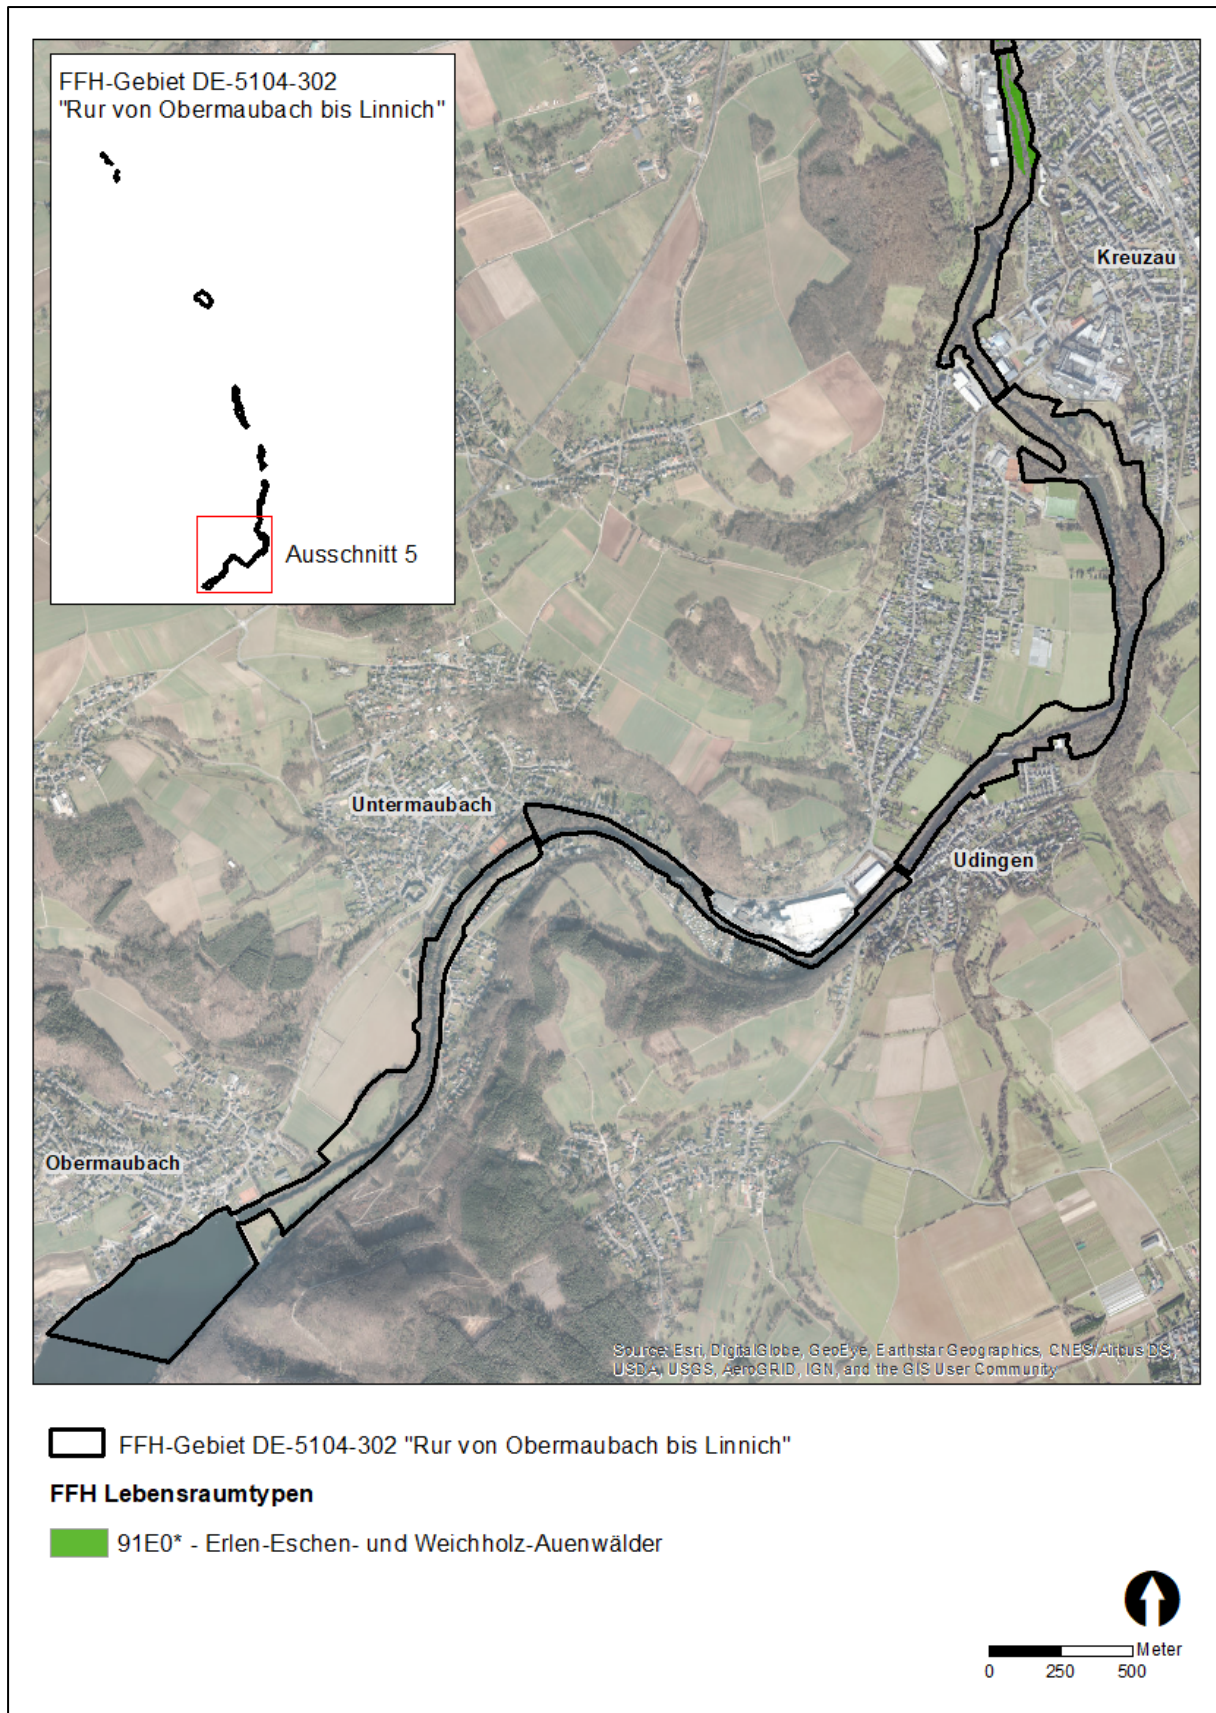 FFH-Gebiet DE-5104-302
"Rur von Obermaubach bis Linnich"
Ausschnitt 5
Kreuzau
Untermaubach
Udingen
Obermaubach
Source: Esri, DigitalGlobe, GeoEye, Earthstar Geographics, CNES/Airbus DS,
USDA, USGS, AeroGRID, IGN, and the GIS User Community
FFH-Gebiet DE-5104-302 "Rur von Obermaubach bis Linnich"
FFH Lebensraumtypen
91E0* - Erlen-Eschen- und Weichholz-Auenwälder
Meter
0 250 500